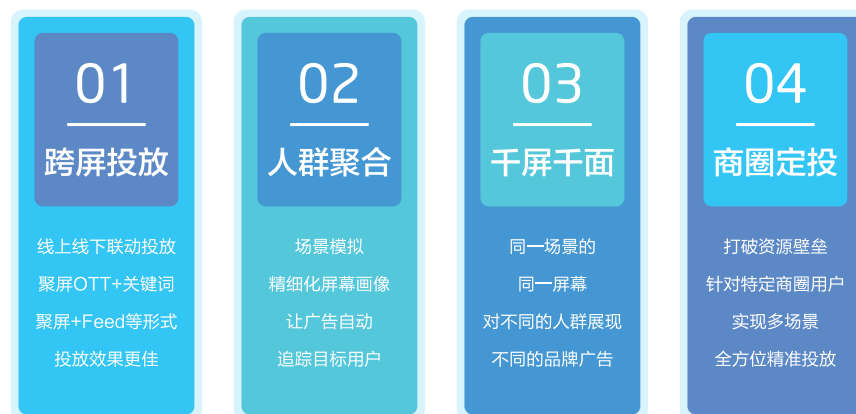 01
跨屏投放
线上线下联动投放
聚屏OTT+关键词
聚屏+Feed等形式
投放效果更佳
02
人群聚合
场景模拟
精细化屏幕画像
让广告自动
追踪目标用户
03
千屏千面
同一场景的
同一屏幕
对不同的人群展现
不同的品牌广告
04
商圈定投
打破资源壁垒
针对特定商圈用户
实现多场景
全方位精准投放